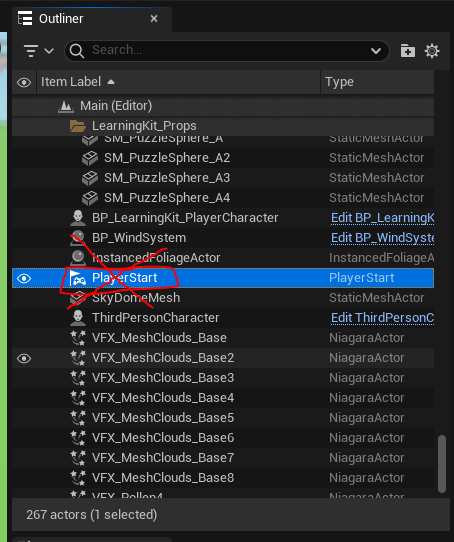 Outliner
Search...
Item Label Type
Main (Editor)
LearningKit_Props
SM_PuzzleSphere_A StaticMeshActor
SM_PuzzleSphere_A2 StaticMeshActor
SM_PuzzleSphere_A3 StaticMeshActor
SM_PuzzleSphere_A4 StaticMeshActor
BP_LearningKit_PlayerCharacter Edit BP_LearningK
BP_WindSystem Edit BP_WindSyste
InstancedFoliageActor InstancedFoliageA
PlayerStart PlayerStart
SkyDomeMesh StaticMeshActor
ThirdPersonCharacter Edit ThirdPersonC
VFX_MeshClouds_Base NiagaraActor
VFX_MeshClouds_Base2 NiagaraActor
VFX_MeshClouds_Base3 NiagaraActor
VFX_MeshClouds_Base4 NiagaraActor
VFX_MeshClouds_Base5 NiagaraActor
VFX_MeshClouds_Base6 NiagaraActor
VFX_MeshClouds_Base7 NiagaraActor
VFX_MeshClouds_Base8 NiagaraActor
VFX_Pollen4 NiagaraActor
267 actors (1 selected)